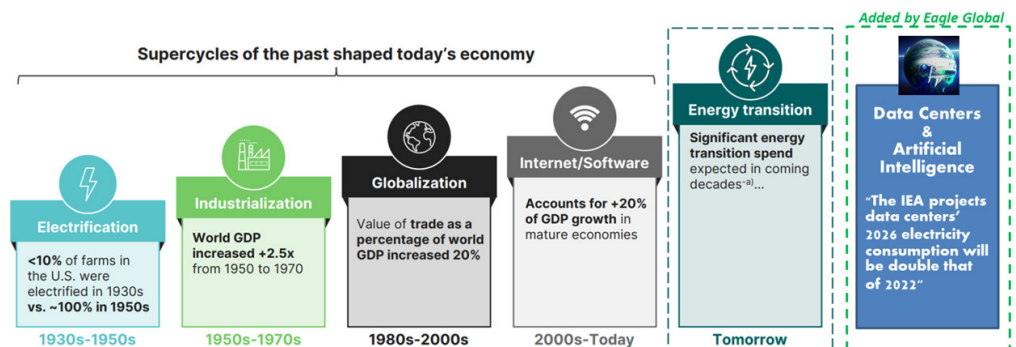 Added by Eagle Global
Supercycles of the past shaped today's economy
Electrification
<10% of farms in
the U.S. were
electrified in 1930s
vs. ~100% in 1950s
1930s-1950s
Industrialization
World GDP
increased +2.5x
from 1950 to 1970
1950s-1970s
Globalization
Value of trade as a
percentage of world
GDP increased 20%
1980s-2000s
Internet/Software
Accounts for +20%
of GDP growth in
mature economies
2000s-Today
Energy transition
Significant energy
transition spend
expected in coming
decades-a)...
Tomorrow
Data Centers
&
Artificial
Intelligence
"The IEA projects
data centers'
2026 electricity
consumption will
be double that
of 2022"